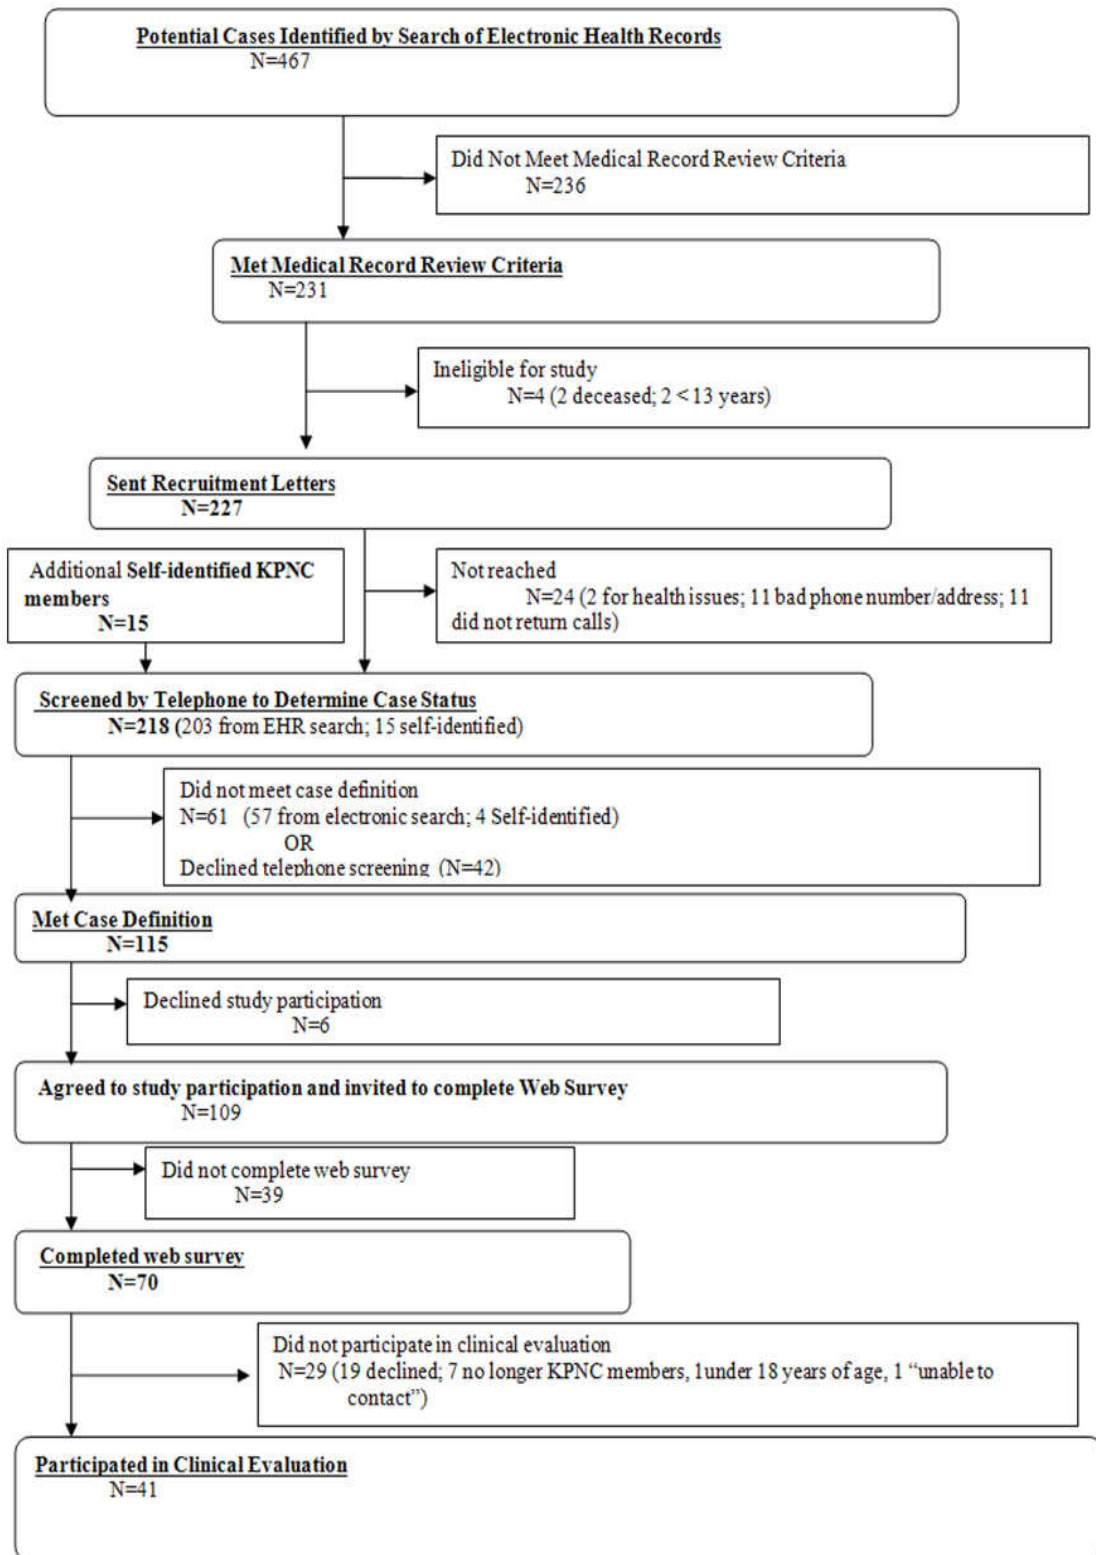 Potential Cases Identified by Search of Electronic Health Records
N=467
Did Not Meet Medical Record Review Criteria
N=236
Met Medical Record Review Criteria
N=231
Ineligible for study
N=4 (2 deceased; 2 < 13 years)
Sent Recruitment Letters
N=227
Additional Self-identified KPNC
members
N=15
Not reached
N=24 (2 for health issues; 11 bad phone number/address; 11
did not return calls)
Screened by Telephone to Determine Case Status
N=218 (203 from EHR search; 15 self-identified)
Did not meet case definition
N=61 (57 from electronic search; 4 Self-identified)
OR
Declined telephone screening (N=42)
Met Case Definition
N=115
Declined study participation
N=6
Agreed to study participation and invited to complete Web Survey
N=109
Did not complete web survey
N=39
Completed web survey
N=70
Did not participate in clinical evaluation
N=29 (19 declined; 7 no longer KPNC members, 1under 18 years of age, 1 “unable to
contact”)
Participated in Clinical Evaluation
N=41